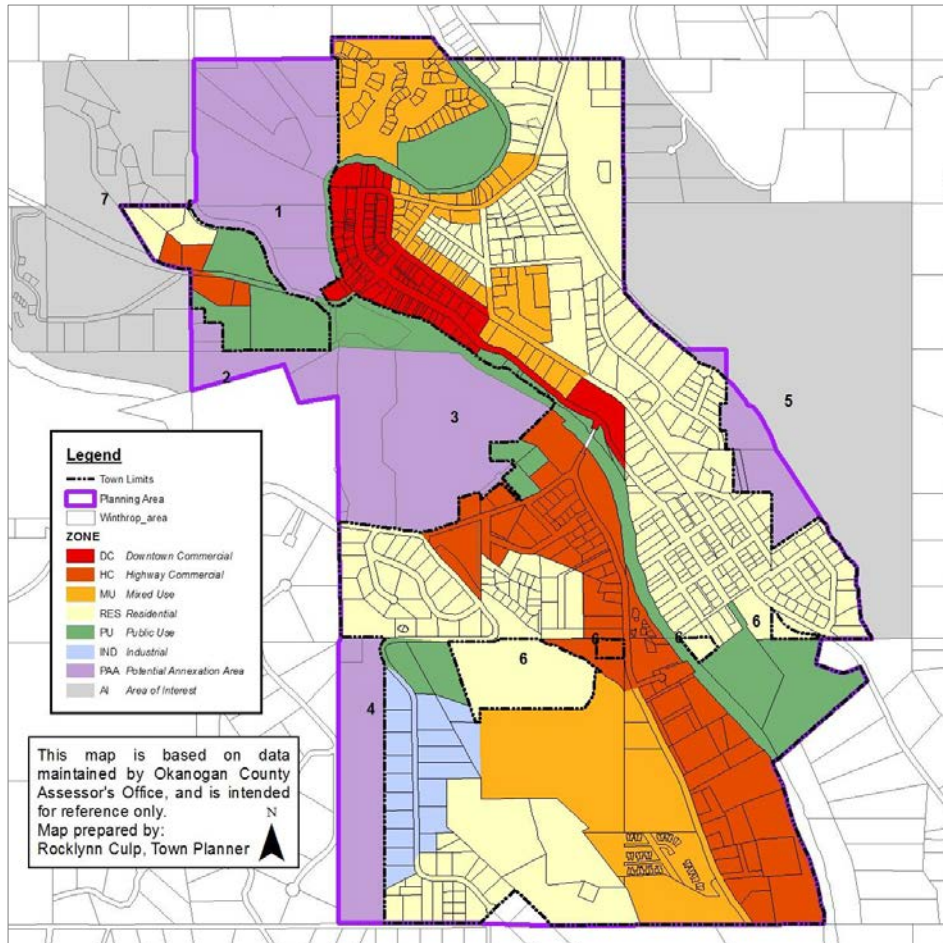 7
1
2
3
5
Legend
Town Limits
Planning Area
Winthrop_area
ZONE
DC Downtown Commercial
HC Highway Commercial
MU Mixed Use
RES Residential
PU Public Use
IND Industrial
PAA Potential Annexation Area
AI Area of Interest
6
6
6
6
4
This map is based on data
maintained by Okanogan County
Assessor's Office, and is intended
for reference only.
N
Map prepared by:
Rocklynn Culp, Town Planner